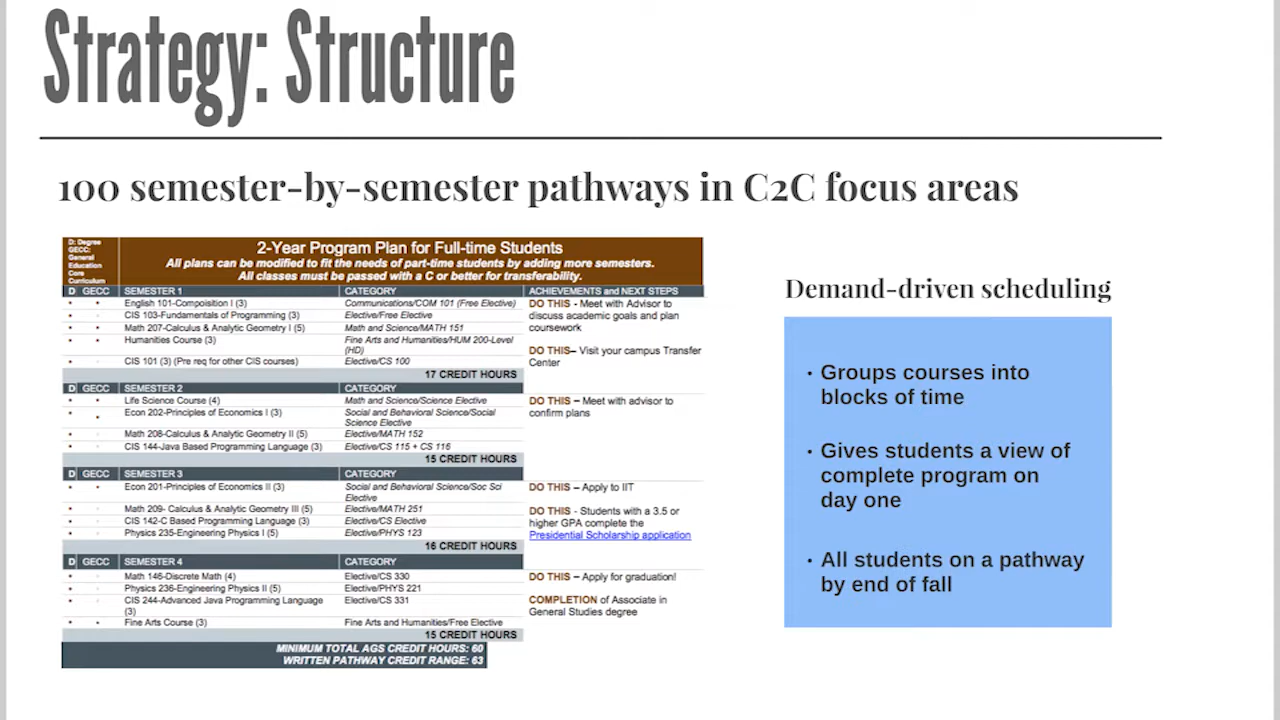 Strategy: Structure
100 semester-by-semester pathways in C2C focus areas
D: Degree
GECC:
General
Education
Core
Curriculum
2-Year Program Plan for Full-time Students
All plans can be modified to fit the needs of part-time students by adding more semesters.
All classes must be passed with a C or better for transferability.
D GECC SEMESTER 1 CATEGORY ACHIEVEMENTS and NEXT STEPS
English 101-Compoisition I (3) Communications/COM 101 (Free Elective)
CIS 103-Fundamentals of Programming (3) Elective/Free Elective
Math 207-Calculus & Analytic Geometry I (5) Math and Science/MATH 151
Humanities Course (3) Fine Arts and Humanities/HUM 200-Level
(HD)
CIS 101 (3) (Pre req for other CIS courses) Elective/CS 100
17 CREDIT HOURS
DO THIS - Meet with Advisor to
discuss academic goals and plan
coursework
DO THIS– Visit your campus Transfer
Center
D GECC SEMESTER 2 CATEGORY
Life Science Course (4) Math and Science/Science Elective
Econ 202-Principles of Economics I (3) Social and Behavioral Science/Social
Science Elective
Math 208-Calculus & Analytic Geometry II (5) Elective/MATH 152
CIS 144-Java Based Programming Language (3) Elective/CS 115 + CS 116
15 CREDIT HOURS
DO THIS – Meet with advisor to
confirm plans
D GECC SEMESTER 3 CATEGORY
Econ 201-Principles of Economics II (3) Social and Behavioral Science/Soc Sci
Elective
Math 209- Calculus & Analytic Geometry III (5) Elective/MATH 251
CIS 142-C Based Programming Language (3) Elective/CS Elective
Physics 235-Engineering Physics I (5) Elective/PHYS 123
16 CREDIT HOURS
DO THIS – Apply to IIT
DO THIS - Students with a 3.5 or
higher GPA complete the
Presidential Scholarship application
D GECC SEMESTER 4 CATEGORY
Math 146-Discrete Math (4) Elective/CS 330
Physics 236-Engineering Physics II (5) Elective/PHYS 221
CIS 244-Advanced Java Programming Language Elective/CS 331
(3)
Fine Arts Course (3) Fine Arts and Humanities/Free Elective
15 CREDIT HOURS
DO THIS – Apply for graduation!
COMPLETION of Associate in
General Studies degree
MINIMUM TOTAL AGS CREDIT HOURS: 60
WRITTEN PATHWAY CREDIT RANGE: 63
Demand-driven scheduling
· Groups courses into
blocks of time
· Gives students a view of
complete program on
day one
· All students on a pathway
by end of fall